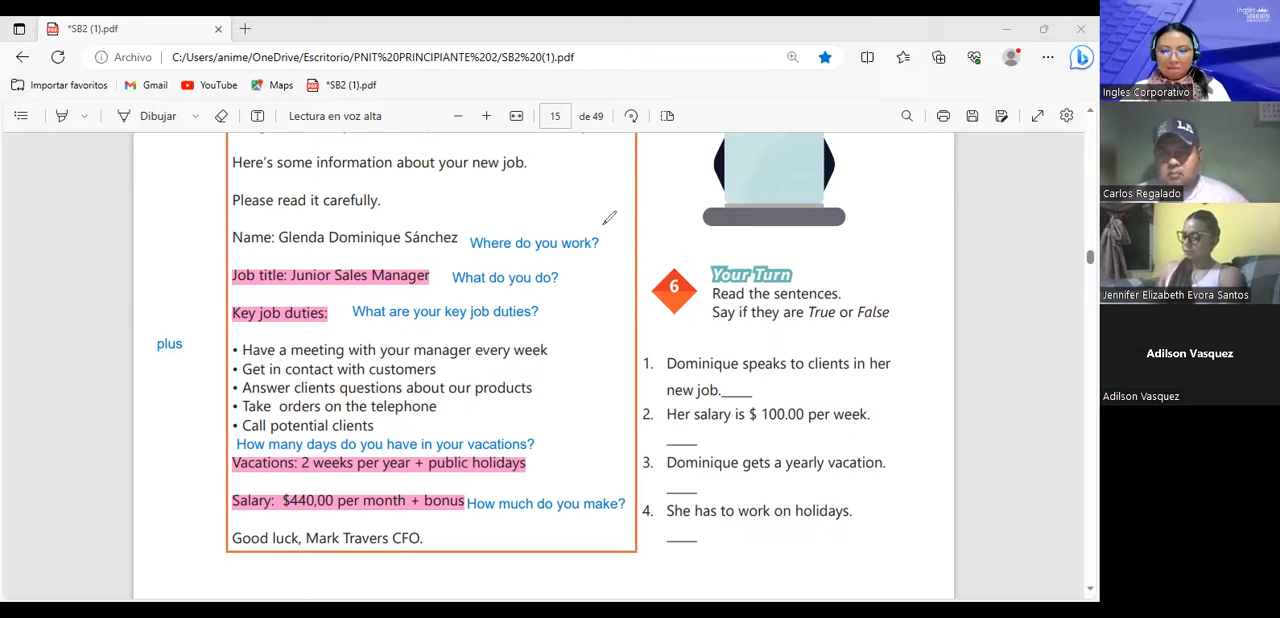 *SB2 (1).pdf
Archivo C:/Users/anime/OneDrive/Escritorio/PNIT%20PRINCIPIANTE%202/SB2%20(1).pdf
Importar favoritos Gmail YouTube Maps *SB2 (1).pdf
Dibujar Lectura en voz alta 15 de 49
Here's some information about your new job.
Please read it carefully.
Name: Glenda Dominique Sánchez Where do you work?
Job title: Junior Sales Manager What do you do?
Key job duties: What are your key job duties?
plus
• Have a meeting with your manager every week
• Get in contact with customers
• Answer clients questions about our products
• Take orders on the telephone
• Call potential clients
How many days do you have in your vacations?
Vacations: 2 weeks per year + public holidays
Salary: $440,00 per month + bonus How much do you make?
Good luck, Mark Travers CFO.
6
Your Turn
Read the sentences.
Say if they are True or False
1. Dominique speaks to clients in her
new job.____
2. Her salary is $ 100.00 per week.
____
3. Dominique gets a yearly vacation.
____
4. She has to work on holidays.
____
Ingles Corporativo
LA
Carlos Regalado
Jennifer Elizabeth Evora Santos
Adilson Vasquez
Adilson Vasquez